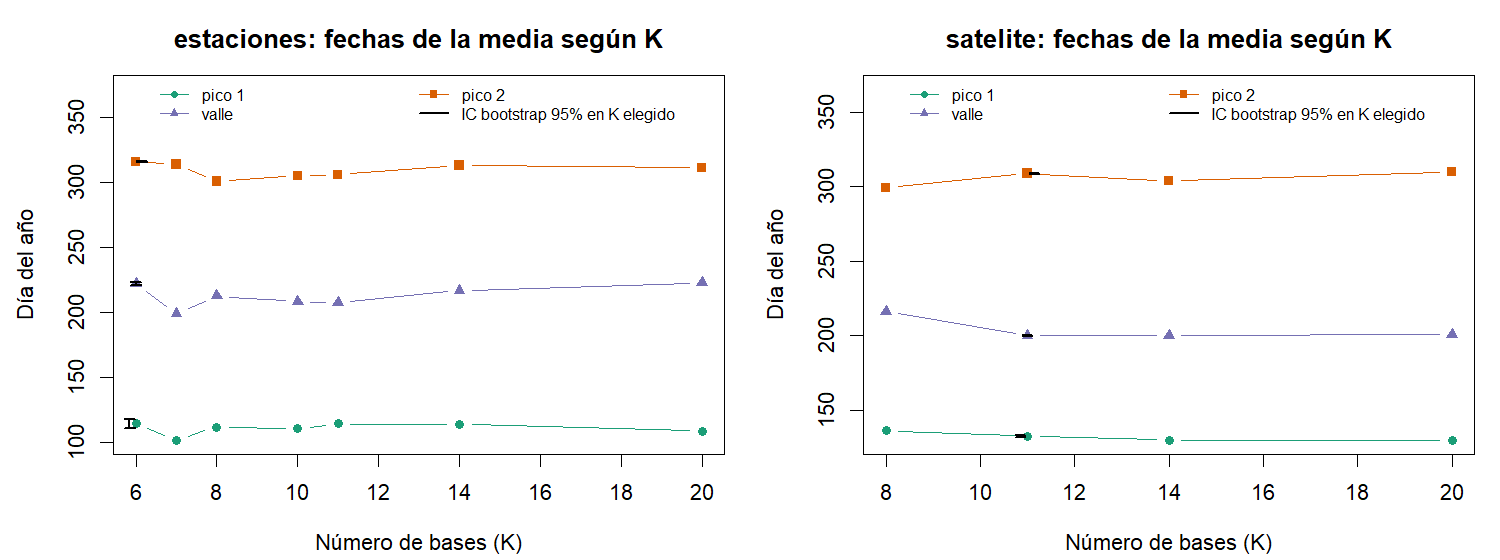 estaciones: fechas de la media según K
pico 1
pico 2
valle
IC bootstrap 95% en K elegido
Día del año
350
300
250
200
150
100
6 8 10 12 14 16 18 20
Número de bases (K)
satelite: fechas de la media según K
pico 1
pico 2
valle
IC bootstrap 95% en K elegido
Día del año
350
300
250
200
150
8 10 12 14 16 18 20
Número de bases (K)